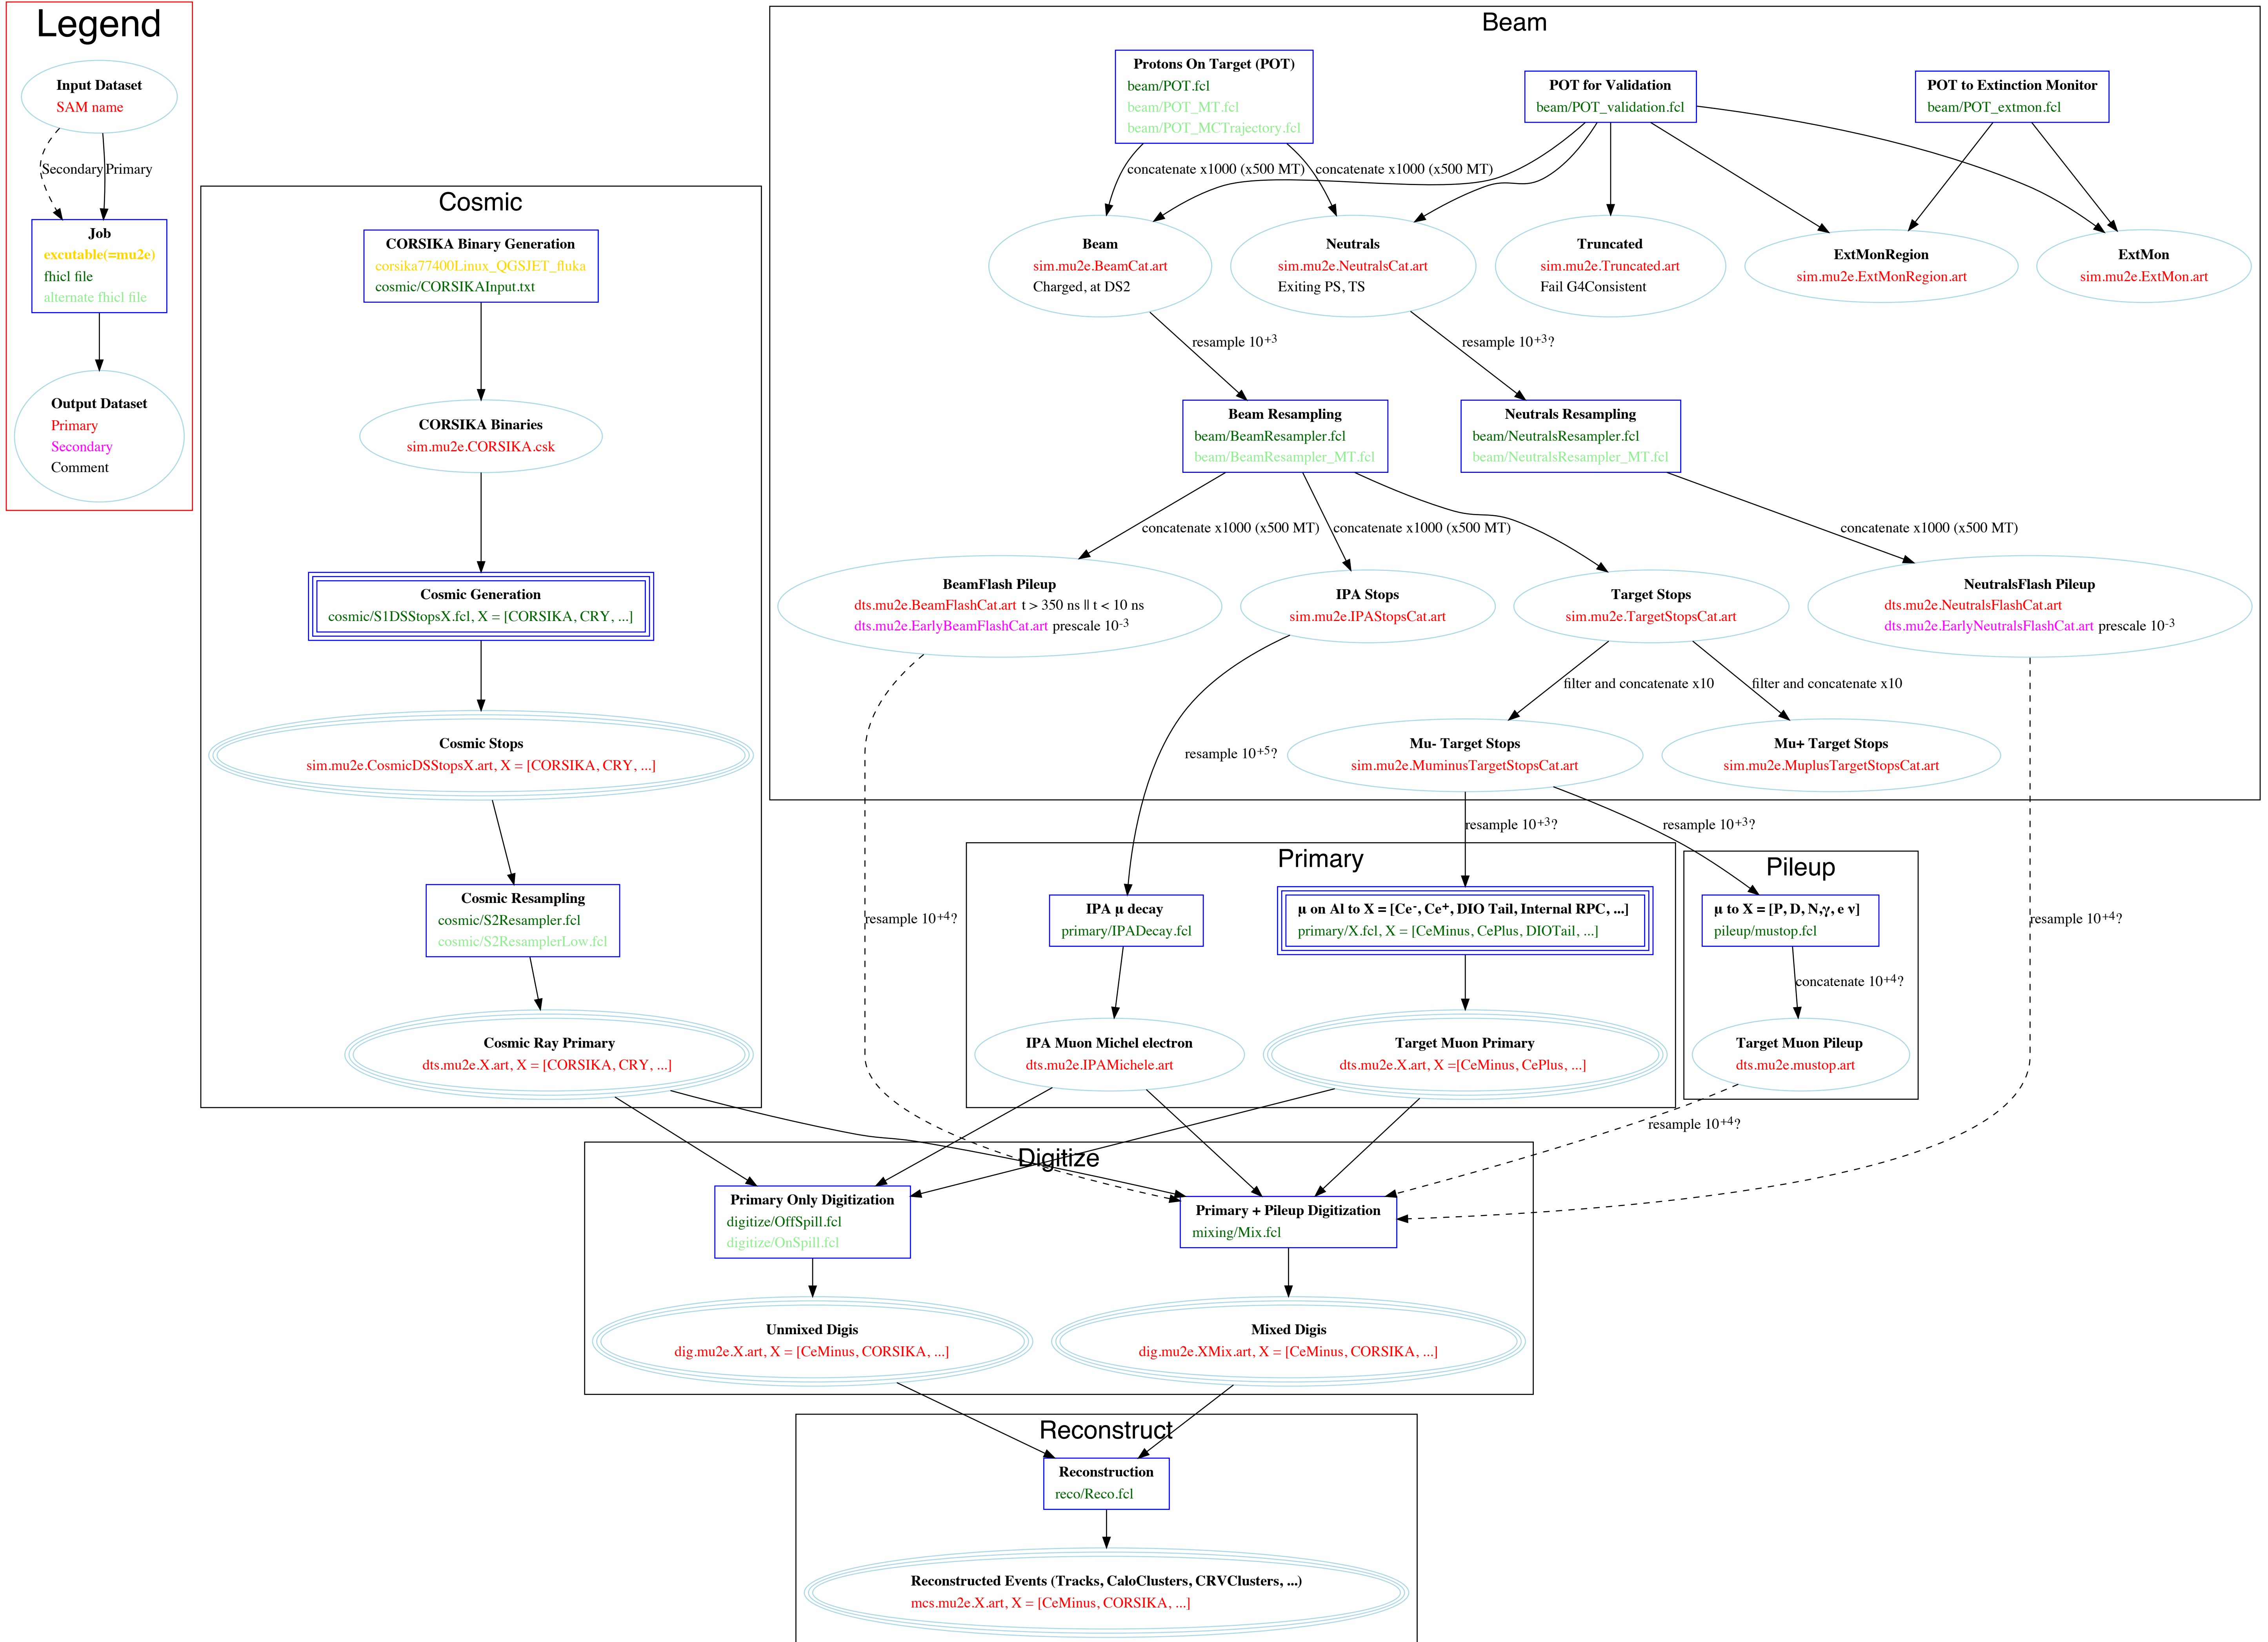 Legend
Input Dataset
SAM name
Secondary
Primary
Job
excutable(=mu2e)
fhicl file
alternate fhicl file
Output Dataset
Primary
Secondary
Comment
Cosmic
CORSIKA Binary Generation
corsika77400Linux_QGSJET_fluka
cosmic/CORSIKAInput.txt
CORSIKA Binaries
sim.mu2e.CORSIKA.csk
Cosmic Generation
cosmic/S1DSStopsX.fcl, X = [CORSIKA, CRY, ...]
Cosmic Stops
sim.mu2e.CosmicDSStopsX.art, X = [CORSIKA, CRY, ...]
Cosmic Resampling
cosmic/S2Resampler.fcl
cosmic/S2ResamplerLow.fcl
Cosmic Ray Primary
dts.mu2e.X.art, X = [CORSIKA, CRY, ...]
Beam
Protons On Target (POT)
beam/POT.fcl
beam/POT_MT.fcl
beam/POT_MCTrajectory.fcl
POT for Validation
beam/POT_validation.fcl
POT to Extinction Monitor
beam/POT_extmon.fcl
concatenate x1000 (x500 MT)
concatenate x1000 (x500 MT)
Beam
sim.mu2e.BeamCat.art
Charged, at DS2
Neutrals
sim.mu2e.NeutralsCat.art
Exiting PS, TS
Truncated
sim.mu2e.Truncated.art
Fail G4Consistent
ExtMonRegion
sim.mu2e.ExtMonRegion.art
ExtMon
sim.mu2e.ExtMon.art
resample 10+3
resample 10+3?
Beam Resampling
beam/BeamResampler.fcl
beam/BeamResampler_MT.fcl
Neutrals Resampling
beam/NeutralsResampler.fcl
beam/NeutralsResampler_MT.fcl
concatenate x1000 (x500 MT)
concatenate x1000 (x500 MT)
concatenate x1000 (x500 MT)
BeamFlash Pileup
dts.mu2e.BeamFlashCat.art t > 350 ns || t < 10 ns
dts.mu2e.EarlyBeamFlashCat.art prescale 10-3
IPA Stops
sim.mu2e.IPAStopsCat.art
Target Stops
sim.mu2e.TargetStopsCat.art
NeutralsFlash Pileup
dts.mu2e.NeutralsFlashCat.art
dts.mu2e.EarlyNeutralsFlashCat.art prescale 10-3
filter and concatenate x10
filter and concatenate x10
resample 10+5?
Mu- Target Stops
sim.mu2e.MuminusTargetStopsCat.art
Mu+ Target Stops
sim.mu2e.MuplusTargetStopsCat.art
resample 10+3?
resample 10+3?
Primary
IPA μ decay
primary/IPADecay.fcl
μ on Al to X = [Ce-, Ce+, DIO Tail, Internal RPC, ...]
primary/X.fcl, X = [CeMinus, CePlus, DIOTail, ...]
IPA Muon Michel electron
dts.mu2e.IPAMichele.art
Target Muon Primary
dts.mu2e.X.art, X =[CeMinus, CePlus, ...]
Pileup
μ to X = [P, D, N,γ, e ν]
pileup/mustop.fcl
concatenate 10+4?
Target Muon Pileup
dts.mu2e.mustop.art
resample 10+4?
resample 10+4?
resample 10+4?
Digitize
Primary Only Digitization
digitize/OffSpill.fcl
digitize/OnSpill.fcl
Primary + Pileup Digitization
mixing/Mix.fcl
Unmixed Digis
dig.mu2e.X.art, X = [CeMinus, CORSIKA, ...]
Mixed Digis
dig.mu2e.XMix.art, X = [CeMinus, CORSIKA, ...]
Reconstruct
Reconstruction
reco/Reco.fcl
Reconstructed Events (Tracks, CaloClusters, CRVClusters, ...)
mcs.mu2e.X.art, X = [CeMinus, CORSIKA, ...]